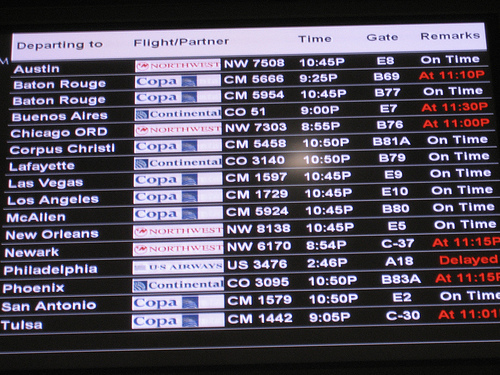 Departing to Flight/Partner Time Gate Remarks
Austin NORTHWEST NW 7508 10:45P E8 On Time
Baton Rouge Copa CM 5666 9:25P B69 At 11:10P
Baton Rouge Copa CM 5954 10:45P B77 On Time
Buenos Aires Continental CO 51 9:00P E7 At 11:30P
Chicago ORD NORTHWEST NW 7303 8:55P B76 At 11:00P
Corpus Christi Copa CM 5458 10:50P B81A On Time
Lafayette Continental CO 3140 10:50P B79 On Time
Las Vegas Copa CM 1597 10:45P E9 On Time
Los Angeles Copa CM 1729 10:45P E10 On Time
McAllen Copa CM 5924 10:45P B80 On Time
New Orleans NORTHWEST NW 8138 10:45P E5 On Time
Newark NORTHWEST NW 6170 8:54P C-37 At 11:15P
Philadelphia US AIRWAYS US 3476 2:46P A18 Delayed
Phoenix Continental CO 3095 10:50P B83A At 11:15P
San Antonio Copa CM 1579 10:50P E2 On Time
Tulsa Copa CM 1442 9:05P C-30 At 11:01